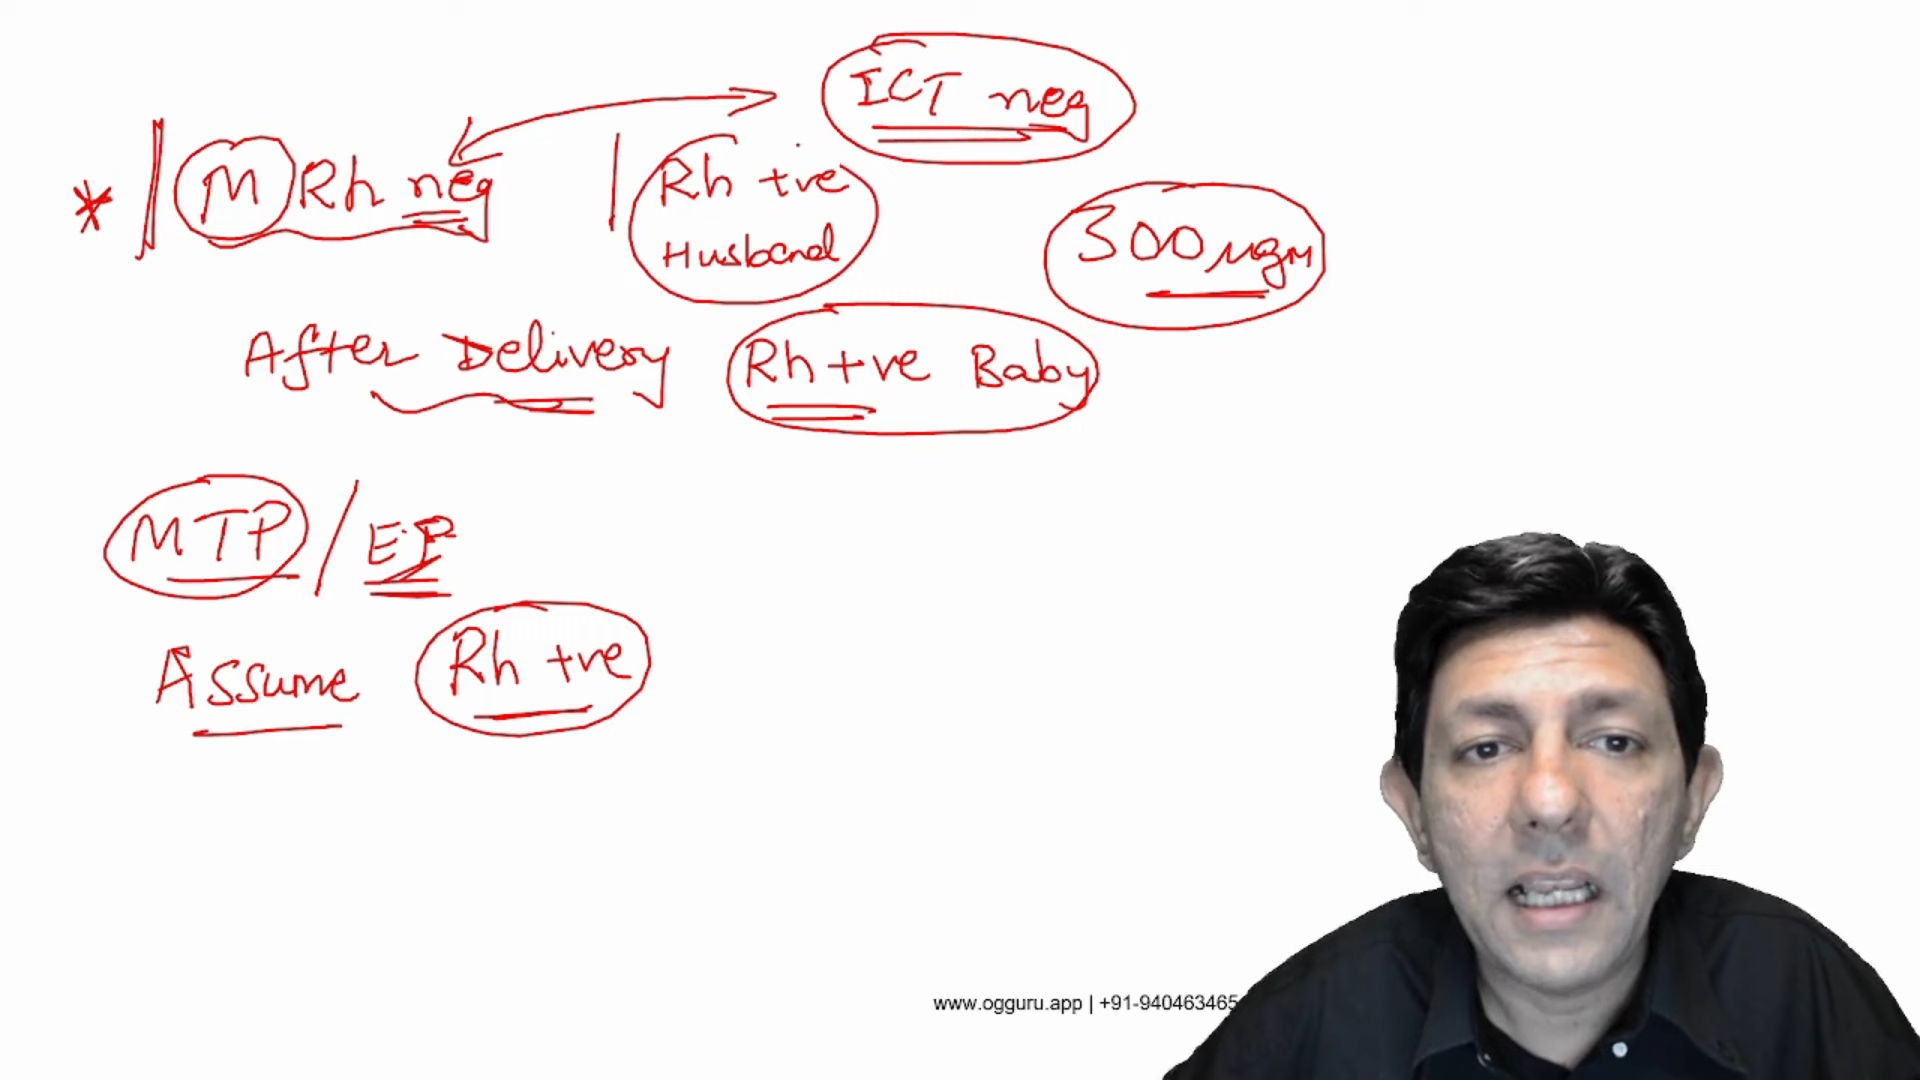 ICT neg
* | M Rh neg | Rh +ve
Husband
300 μgm
After Delivery Rh +ve Baby
MTP / E.P
Assume Rh +ve
www.ogguru.app | +91-940463465